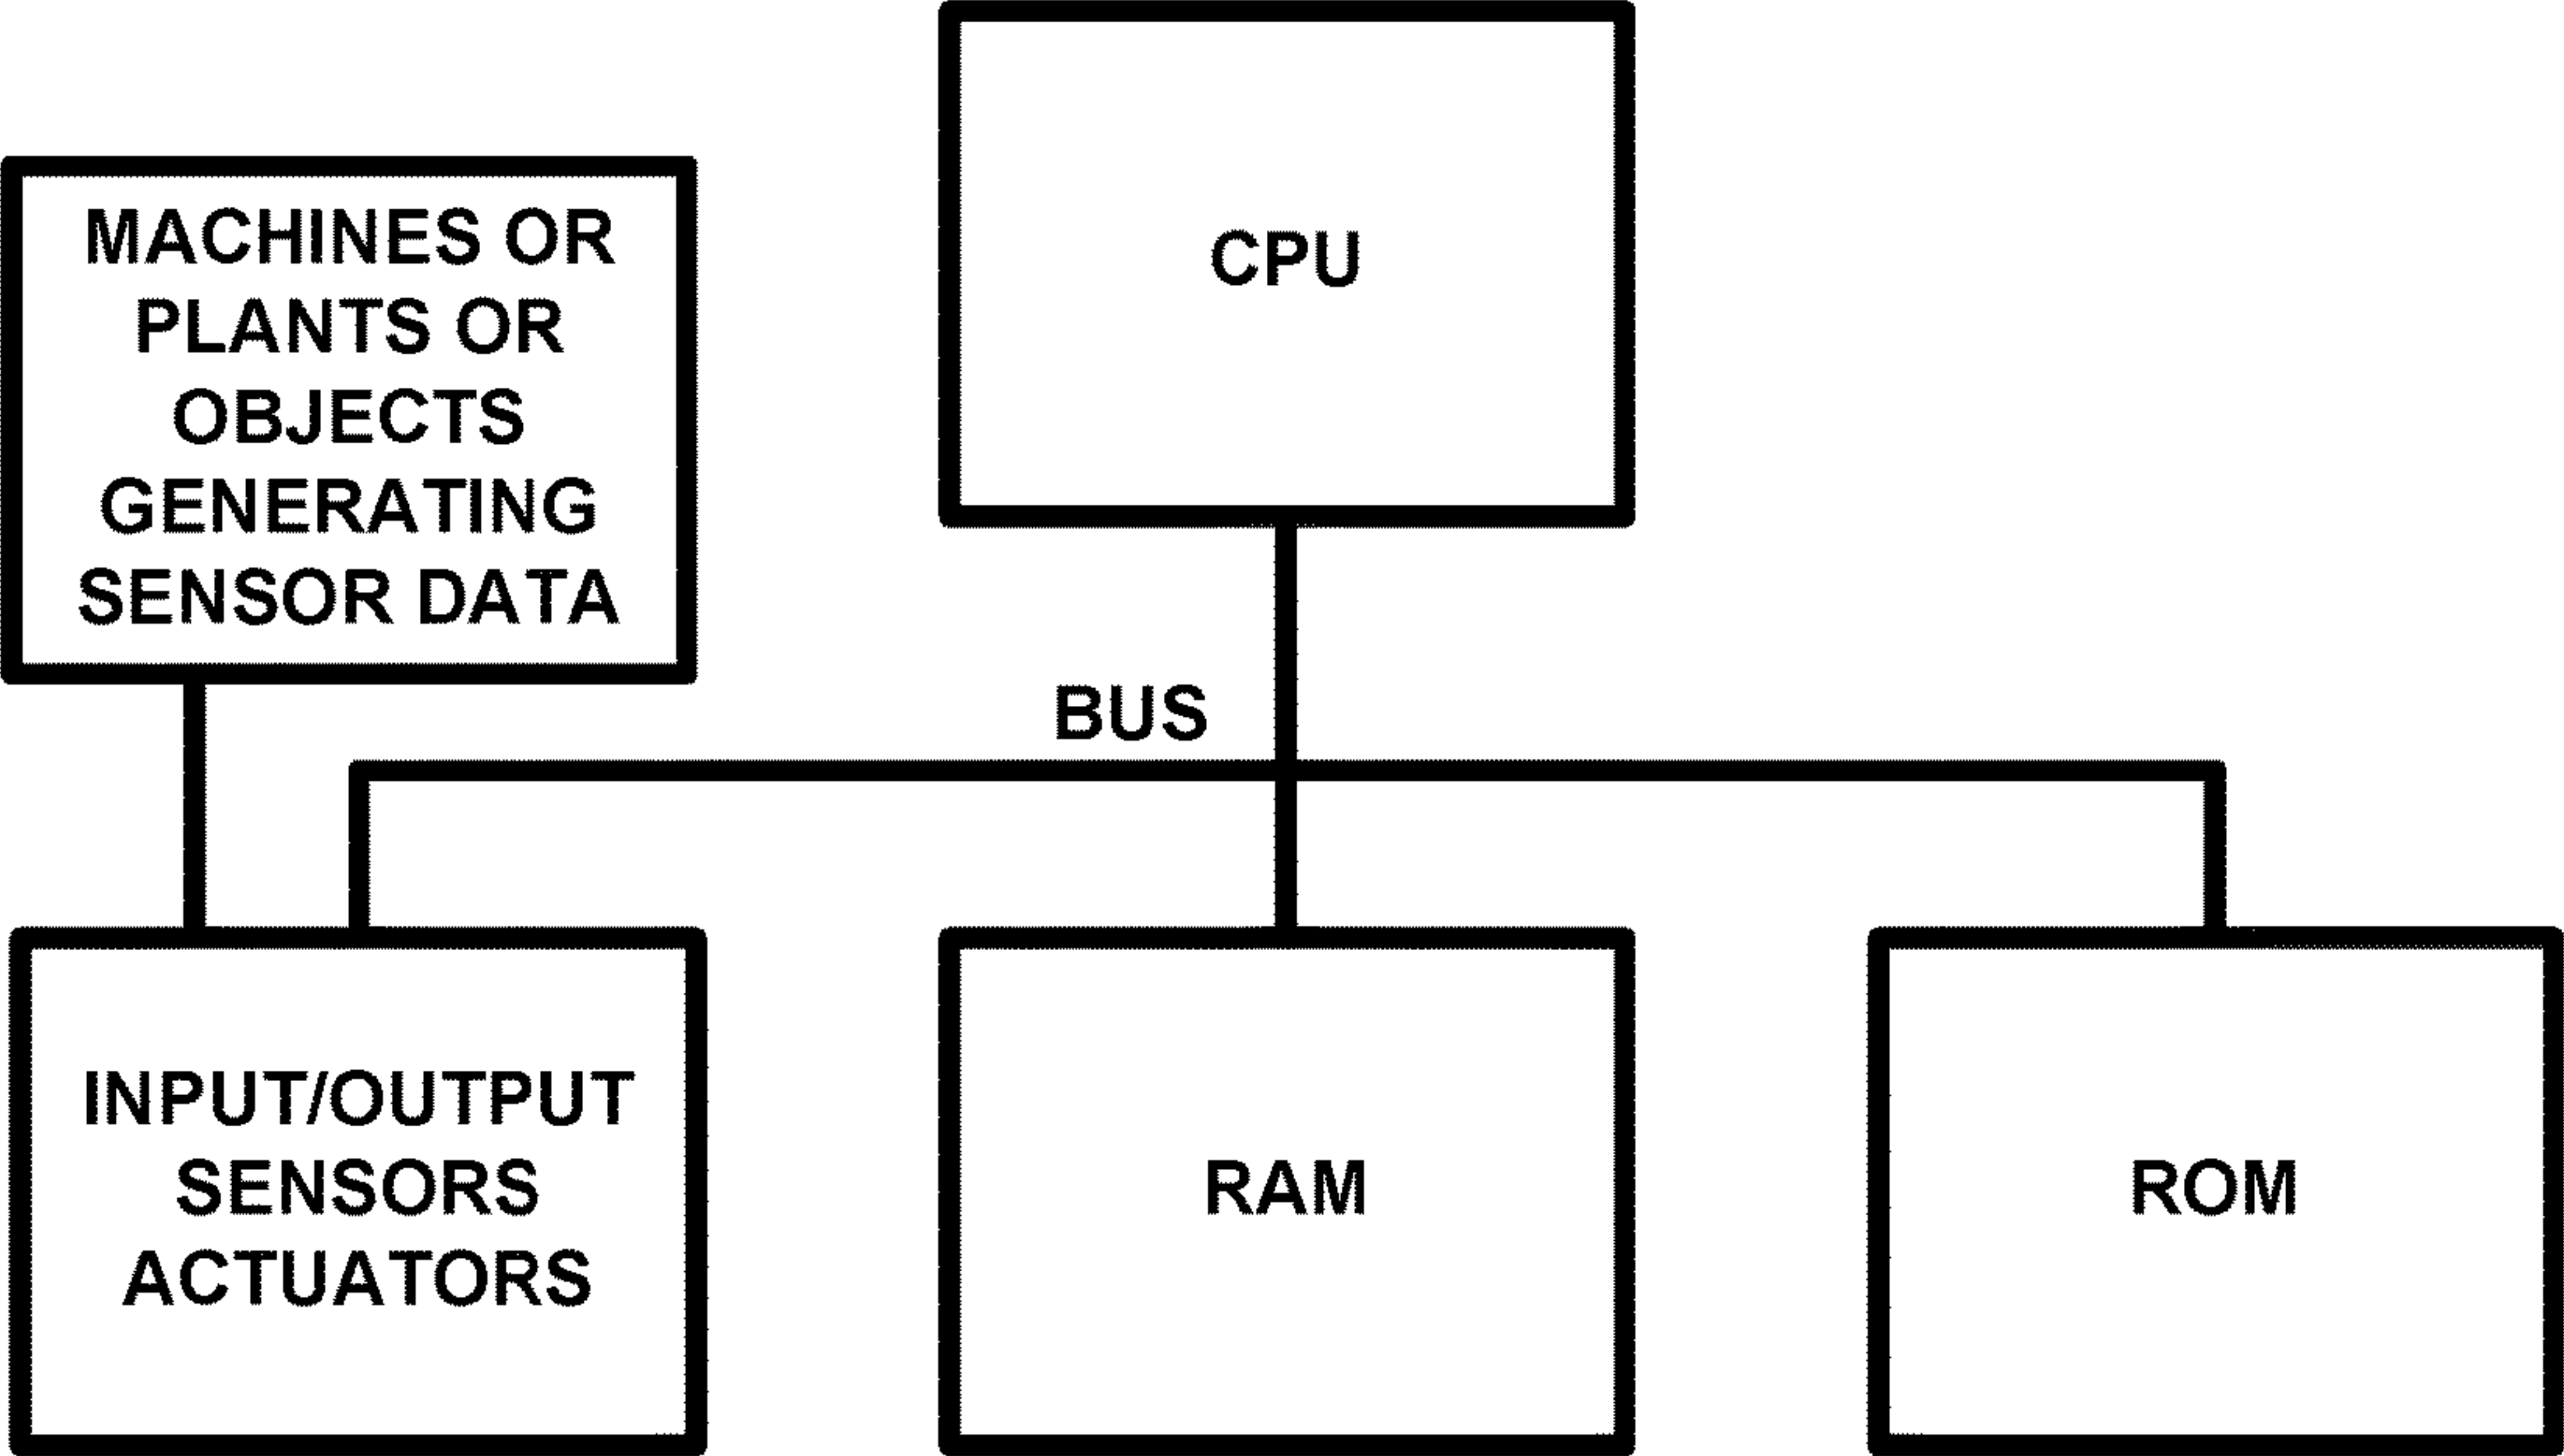 CPU
MACHINES OR
PLANTS OR
OBJECTS
GENERATING
SENSOR DATA
BUS
INPUT/OUTPUT
SENSORS
ACTUATORS
RAM
ROM